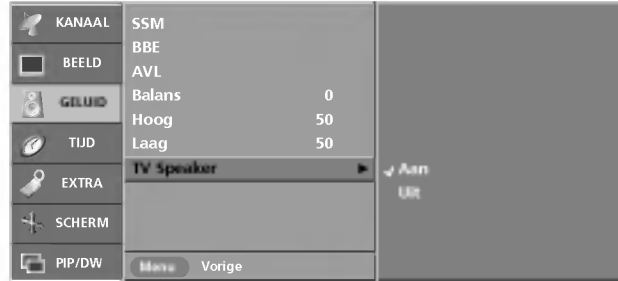 KANAAL
BEELD
GELUID
TIJD
EXTRA
SCHERM
PIP/DW
SSM
BBE
AVL
Balans 0
Hoog 50
Laag 50
TV Speaker
Menu Vorige
Aan
Uit